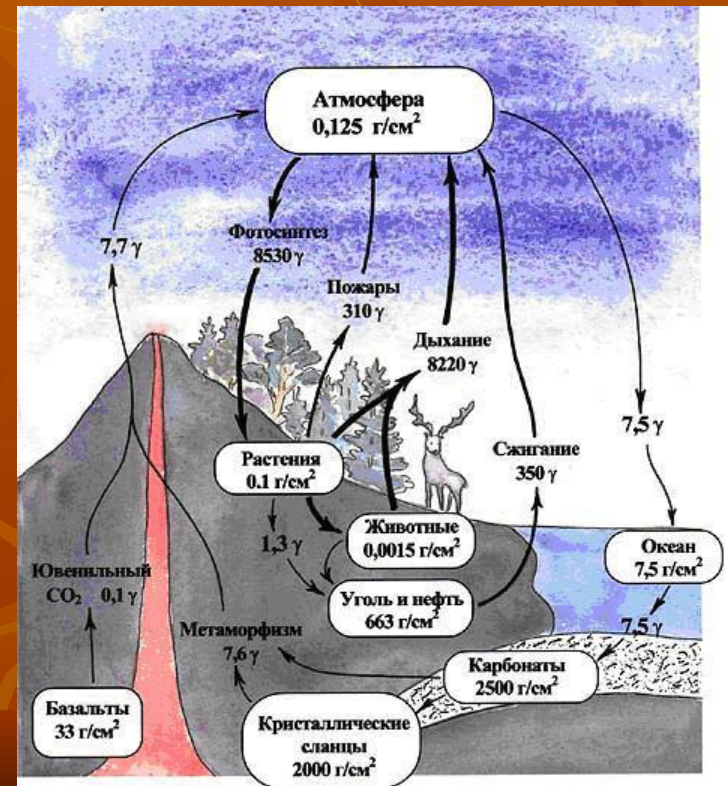 Атмосфера
0,125 г/см²
7,7 γ
Фотосинтез
8530 γ
Пожары
310 γ
Дыхание
8220 γ
7,5 γ
Сжигание
350 γ
Растения
0.1 г/см²
1,3 γ
Животные
0,0015 г/см²
Океан
7,5 г/см²
Ювенильный
CO₂ 0,1 γ
Уголь и нефть
663 г/см²
Метаморфизм
7,6 γ
7,5 γ
Карбонаты
2500 г/см²
Базальты
33 г/см²
Кристаллические
сланцы
2000 г/см²